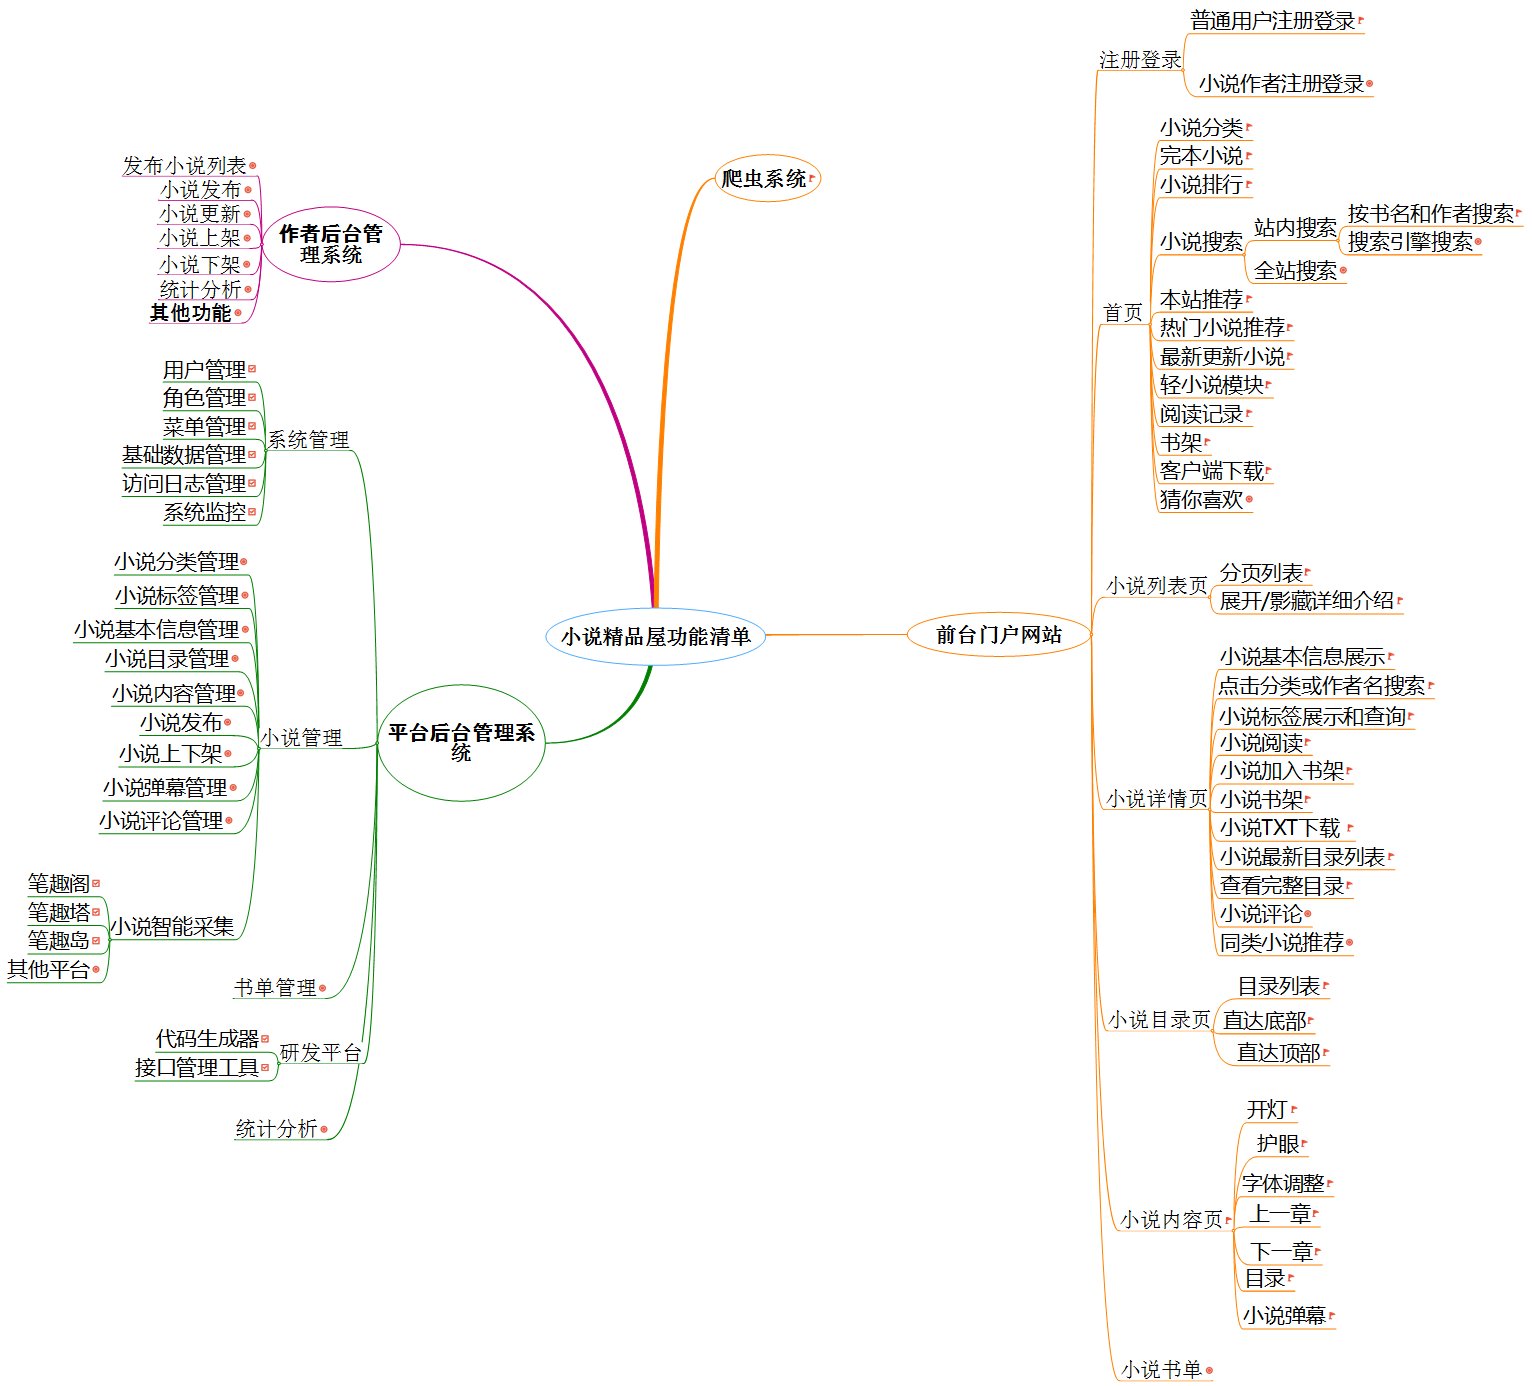 小说精品屋功能清单
爬虫系统
作者后台管
理系统
发布小说列表
小说发布
小说更新
小说上架
小说下架
统计分析
其他功能
平台后台管理系
统
系统管理
用户管理
角色管理
菜单管理
基础数据管理
访问日志管理
系统监控
小说管理
小说分类管理
小说标签管理
小说基本信息管理
小说目录管理
小说内容管理
小说发布
小说上下架
小说弹幕管理
小说评论管理
小说智能采集
笔趣阁
笔趣塔
笔趣岛
其他平台
书单管理
研发平台
代码生成器
接口管理工具
统计分析
前台门户网站
注册登录
普通用户注册登录
小说作者注册登录
首页
小说分类
完本小说
小说排行
小说搜索
站内搜索
按书名和作者搜索
搜索引擎搜索
全站搜索
本站推荐
热门小说推荐
最新更新小说
轻小说模块
阅读记录
书架
客户端下载
猜你喜欢
小说列表页
分页列表
展开/影藏详细介绍
小说详情页
小说基本信息展示
点击分类或作者名搜索
小说标签展示和查询
小说阅读
小说加入书架
小说书架
小说TXT下载
小说最新目录列表
查看完整目录
小说评论
同类小说推荐
小说目录页
目录列表
直达底部
直达顶部
小说内容页
开灯
护眼
字体调整
上一章
下一章
目录
小说弹幕
小说书单